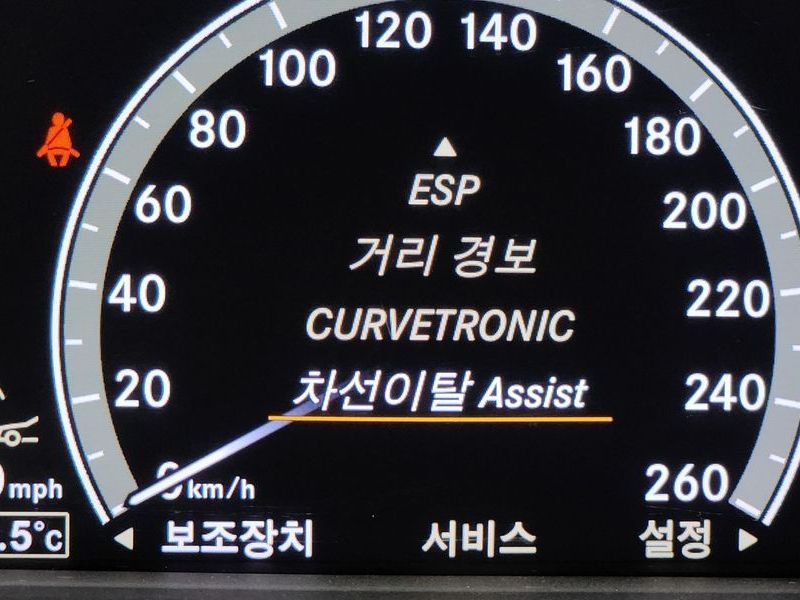 120 140
100 160
80 180
ESP
60 200
거리 경보
40 220
CURVETRONIC
20 240
차선이탈 Assist
km/h 260
mph
.5°C
보조장치 서비스 설정